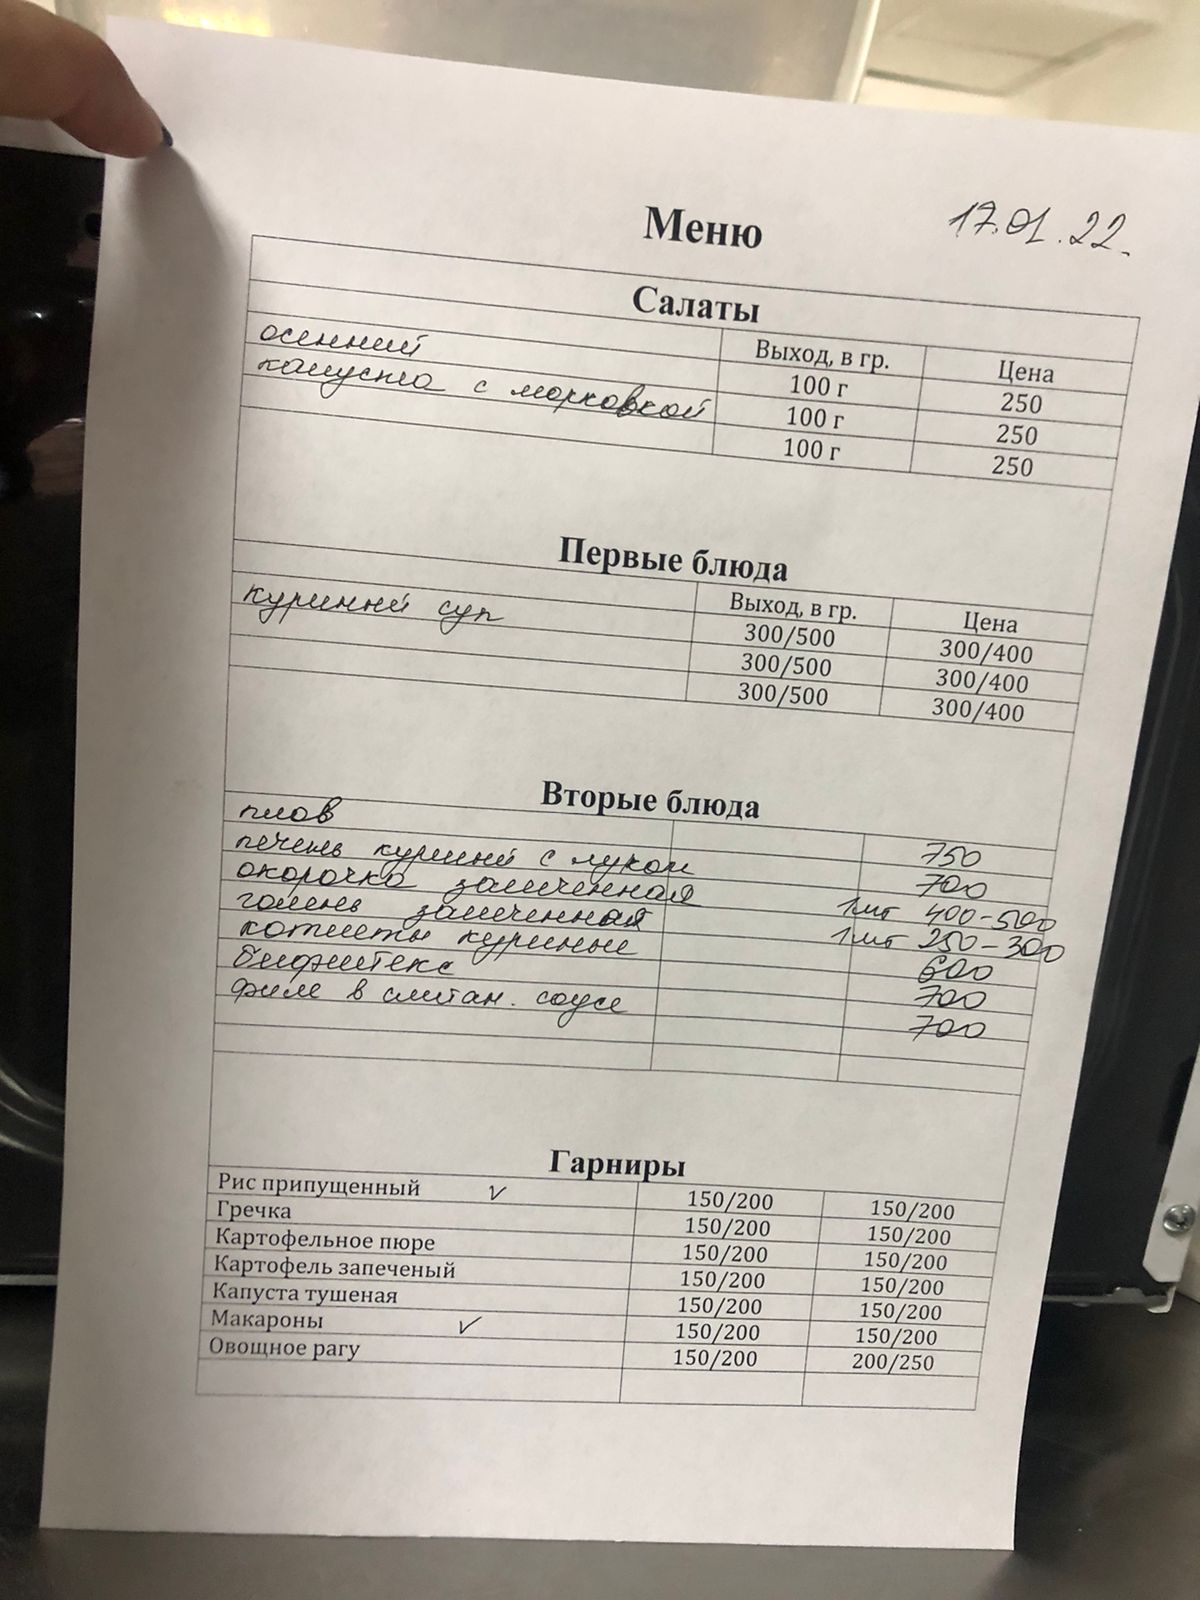 Меню 17.01.22.
Салаты
Выход, в гр. Цена
осенний 100 г 250
капуста с морковкой 100 г 250
100 г 250
Первые блюда
Выход, в гр. Цена
куриный суп 300/500 300/400
300/500 300/400
300/500 300/400
Вторые блюда
плов 750
печень куриный с луком 700
окорочка запеченная 1шт 400-500
голень запеченная 1шт 250-300
котлеты куриные 600
бифштекс 700
филе в сметан. соусе 700
Гарниры
Рис припущенный ✓ 150/200 150/200
Гречка 150/200 150/200
Картофельное пюре 150/200 150/200
Картофель запеченый 150/200 150/200
Капуста тушеная 150/200 150/200
Макароны ✓ 150/200 150/200
Овощное рагу 150/200 200/250